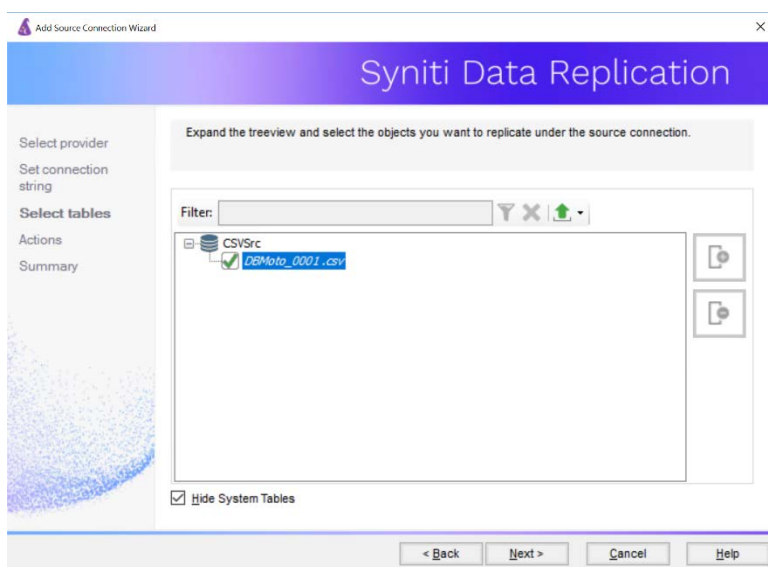 Add Source Connection Wizard
Syniti Data Replication
Select provider
Set connection
string
Select tables
Actions
Summary
Expand the treeview and select the objects you want to replicate under the source connection.
Filter:
CSVSrc
DBMoto_0001.csv
Hide System Tables
< Back
Next >
Cancel
Help